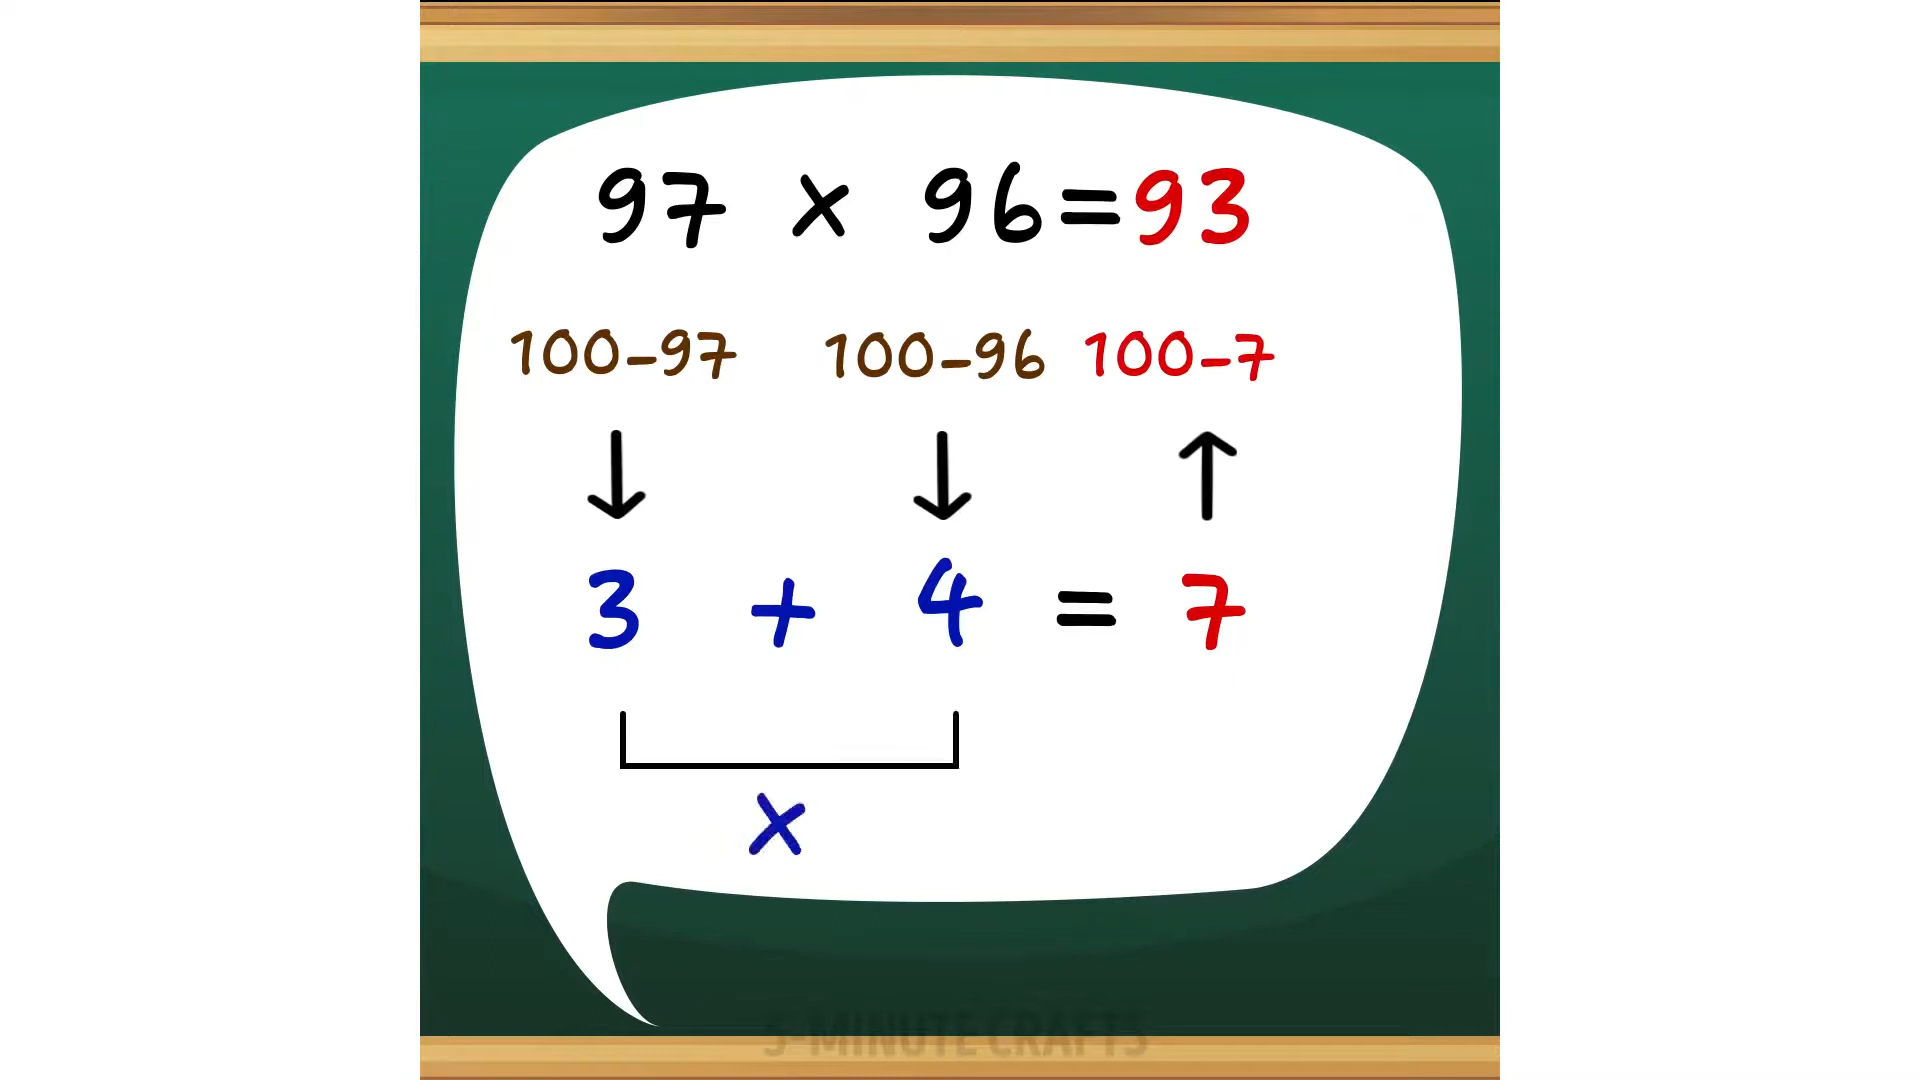 97 × 96=93
100-97 100-96 100-7
↓ ↓ ↑
3 + 4 = 7
×
5-MINUTE CRAFTS